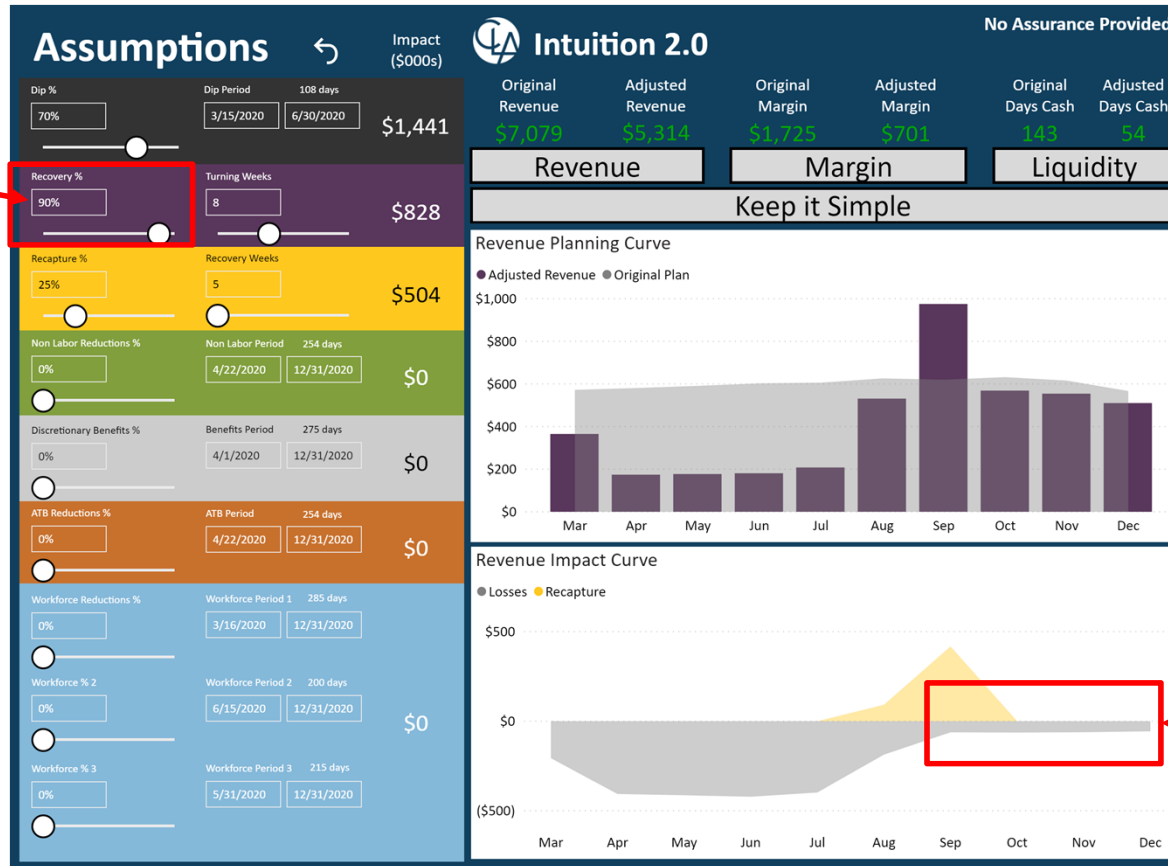 Assumptions
Impact
($000s)
Dip %
Dip Period
108 days
70%
3/15/2020
6/30/2020
$1,441
Recovery %
Turning Weeks
90%
8
$828
Recapture %
Recovery Weeks
25%
5
$504
Non Labor Reductions %
Non Labor Period
254 days
0%
4/22/2020
12/31/2020
$0
Discretionary Benefits %
Benefits Period
275 days
0%
4/1/2020
12/31/2020
$0
ATB Reductions %
ATB Period
254 days
0%
4/22/2020
12/31/2020
$0
Workforce Reductions %
Workforce Period 1
285 days
0%
3/16/2020
12/31/2020
Workforce % 2
Workforce Period 2
200 days
0%
6/15/2020
12/31/2020
$0
Workforce % 3
Workforce Period 3
215 days
0%
5/31/2020
12/31/2020
CLA
Intuition 2.0
No Assurance Provided
Original
Revenue
$7,079
Adjusted
Revenue
$5,314
Original
Margin
$1,725
Adjusted
Margin
$701
Original
Days Cash
143
Adjusted
Days Cash
54
Revenue
Margin
Liquidity
Keep it Simple
Revenue Planning Curve
Adjusted Revenue
Original Plan
$1,000
$800
$600
$400
$200
$0
Mar Apr May Jun Jul Aug Sep Oct Nov Dec
Revenue Impact Curve
Losses
Recapture
$500
$0
($500)
Mar Apr May Jun Jul Aug Sep Oct Nov Dec